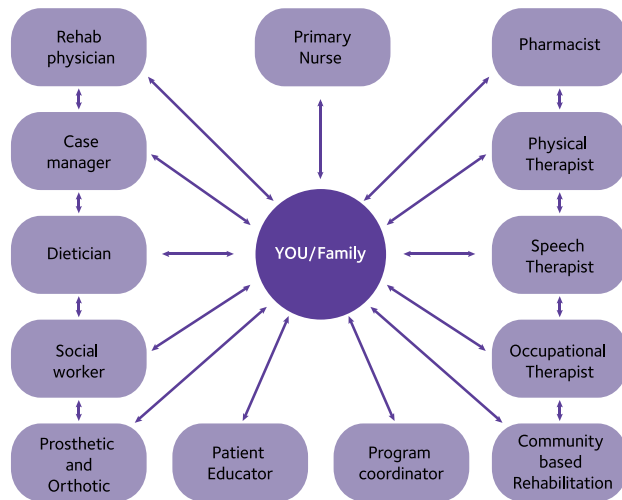 Rehab
physician
Primary
Nurse
Pharmacist
Case
manager
Physical
Therapist
Dietician
YOU/Family
Speech
Therapist
Social
worker
Occupational
Therapist
Prosthetic
and
Orthotic
Patient
Educator
Program
coordinator
Community
based
Rehabilitation